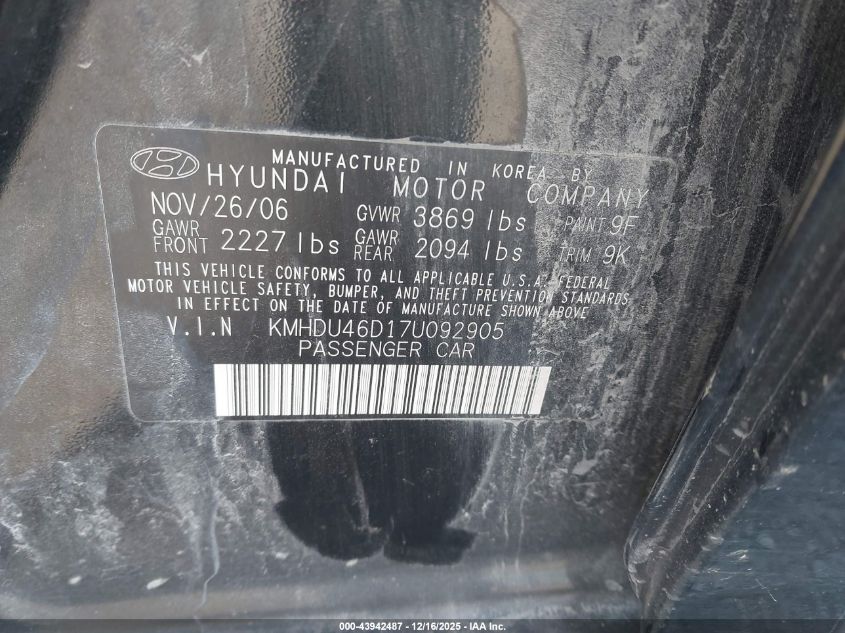 MANUFACTURED IN KOREA BY
HYUNDAI MOTOR COMPANY
NOV/26/06 GVWR 3869 lbs PAINT 9F
GAWR FRONT 2227 lbs GAWR REAR 2094 lbs TRIM 9K
THIS VEHICLE CONFORMS TO ALL APPLICABLE U.S.A. FEDERAL
MOTOR VEHICLE SAFETY, BUMPER, AND THEFT PREVENTION
STANDARDS IN EFFECT ON THE DATE OF MANUFACTURE SHOWN ABOVE
V.I.N KMHDU46D17U092905
PASSENGER CAR
000-43942487 - 12/16/2025 - IAA Inc.